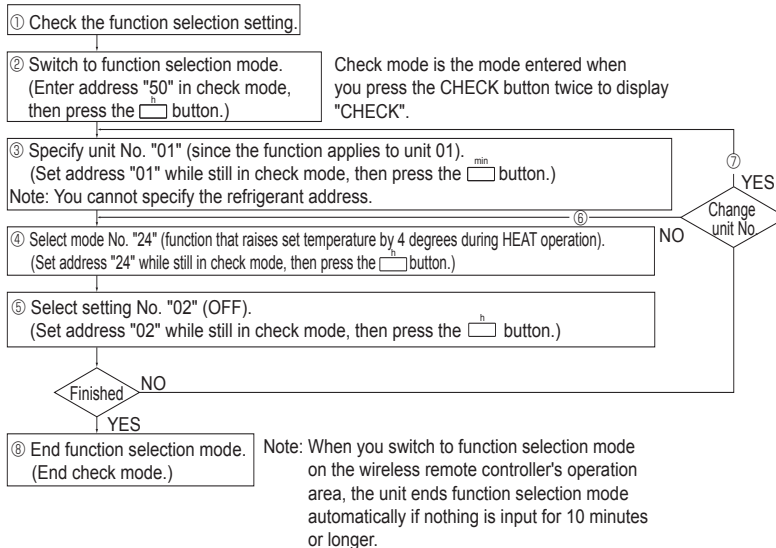 ① Check the function selection setting.
② Switch to function selection mode.
(Enter address "50" in check mode,
then press the h button.)
Check mode is the mode entered when
you press the CHECK button twice to display
"CHECK".
③ Specify unit No. "01" (since the function applies to unit 01).
(Set address "01" while still in check mode, then press the min button.)
Note: You cannot specify the refrigerant address.
⑦
YES
Change
unit No.
⑥
NO
④ Select mode No. "24" (function that raises set temperature by 4 degrees during HEAT operation).
(Set address "24" while still in check mode, then press the h button.)
⑤ Select setting No. "02" (OFF).
(Set address "02" while still in check mode, then press the h button.)
Finished
NO
YES
⑧ End function selection mode.
(End check mode.)
Note: When you switch to function selection mode
on the wireless remote controller's operation
area, the unit ends function selection mode
automatically if nothing is input for 10 minutes
or longer.